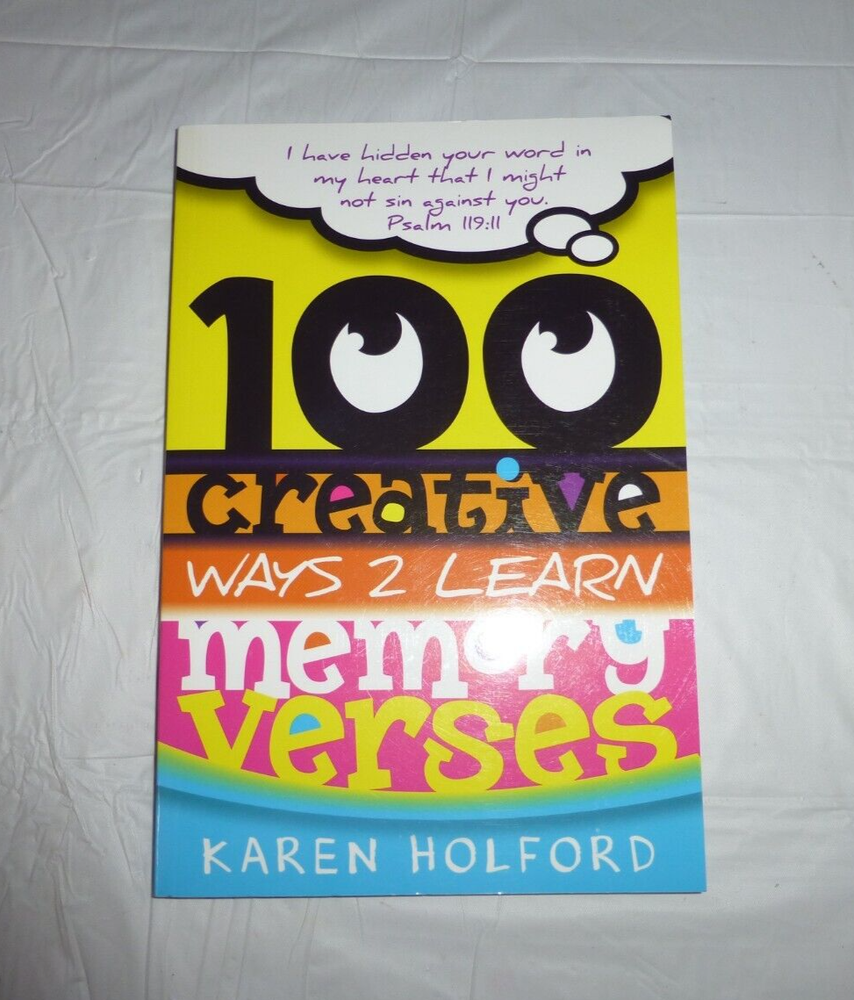 I have hidden your word in
my heart that I might
not sin against you.
Psalm 119:11
100
creative
WAYS 2 LEARN
memory
verses
KAREN HOLFORD